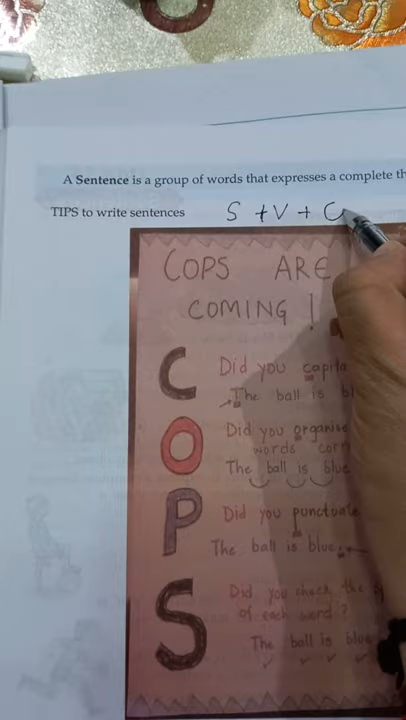 A Sentence is a group of words that expresses a complete th
TIPS to write sentences S + V + C
COPS ARE
COMING !
C Did you capita
The ball is bl
O Did you organise
words corr
The ball is blue
P Did you punctuate
The ball is blue.
S Did you check the
of each word?
The ball is blue